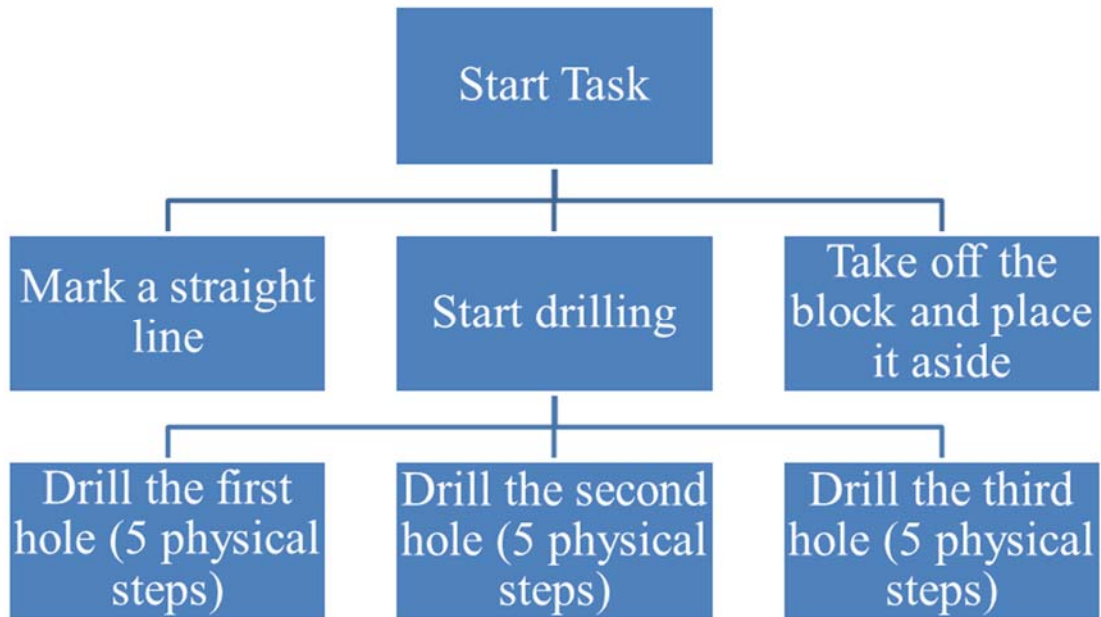 Start Task
Mark a straight
line
Start drilling
Take off the
block and place
it aside
Drill the first
hole (5 physical
steps)
Drill the second
hole (5 physical
steps)
Drill the third
hole (5 physical
steps)